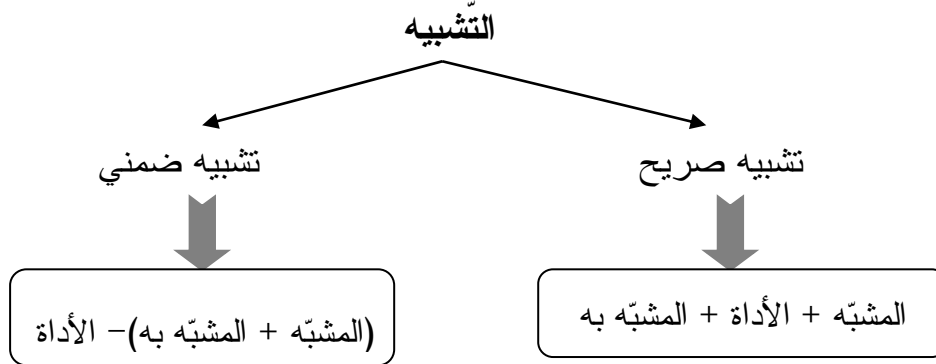 التّشبيه
تشبيه صريح
تشبيه ضمني
المشبّه + الأداة + المشبّه به
(المشبّه + المشبّه به)– الأداة